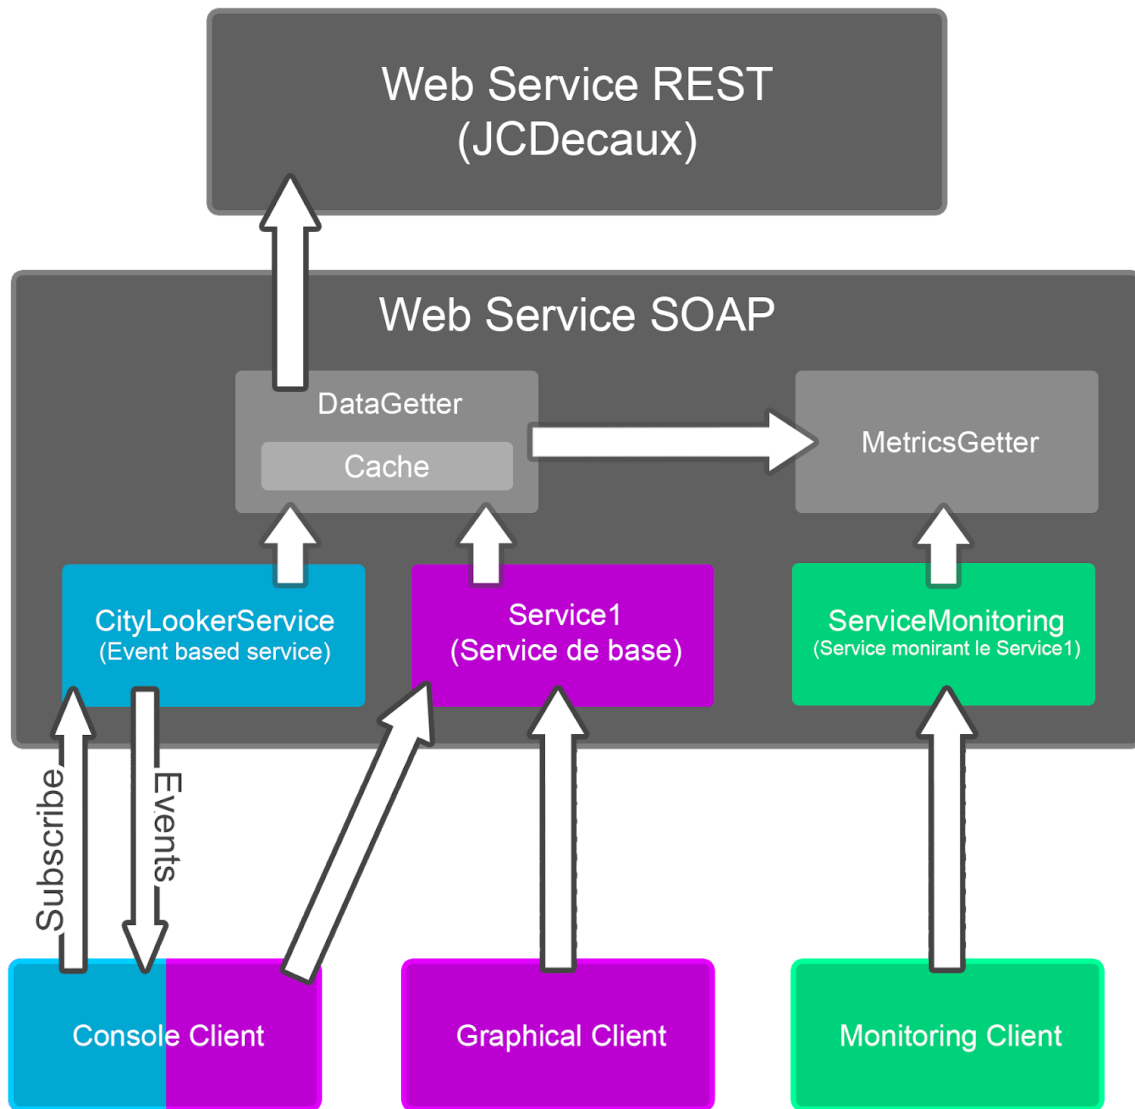 Web Service REST
(JCDecaux)
Web Service SOAP
DataGetter
Cache
MetricsGetter
CityLookerService
(Event based service)
Service1
(Service de base)
ServiceMonitoring
(Service monirant le Service1)
Subscribe
Events
Console Client
Graphical Client
Monitoring Client